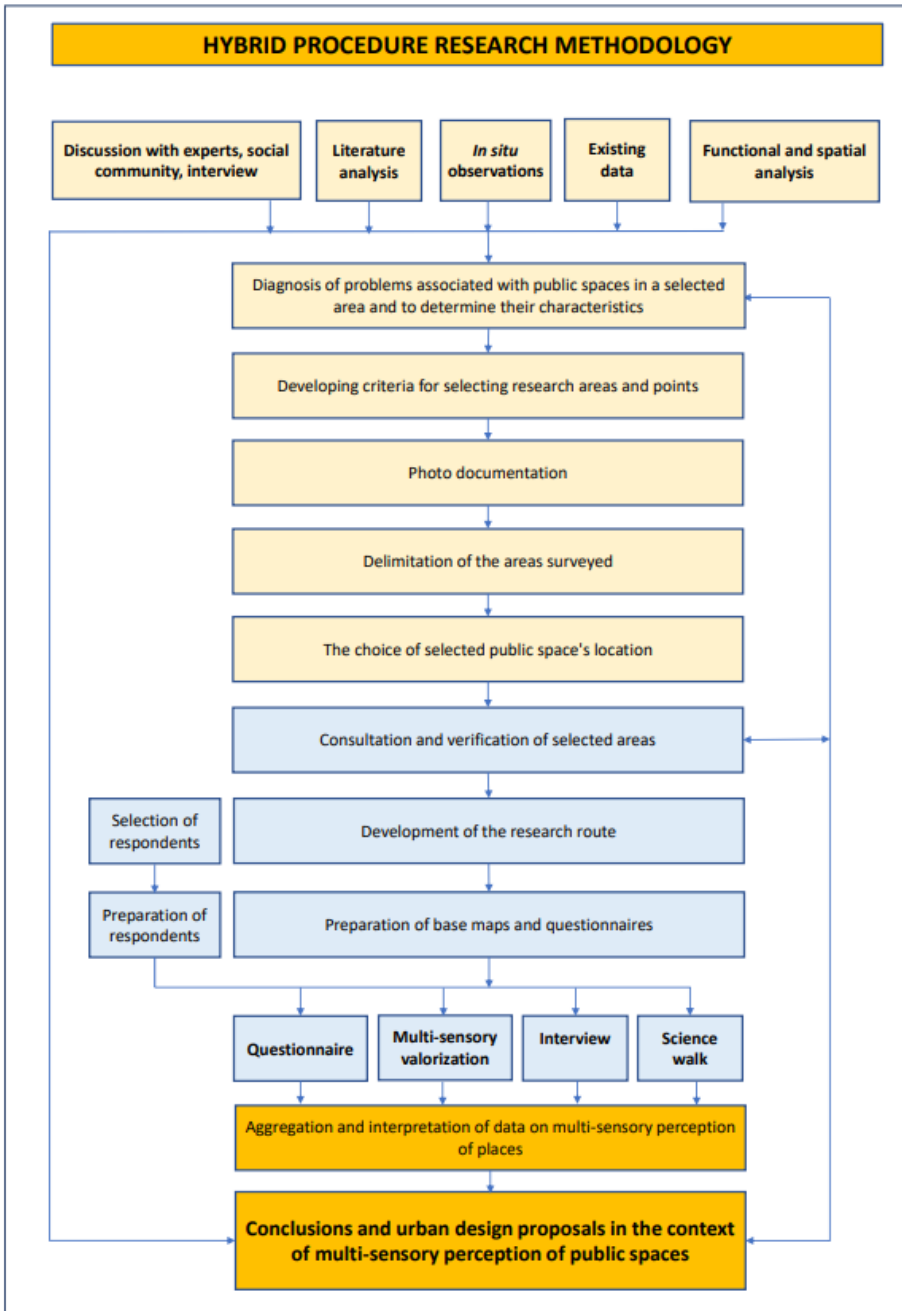 HYBRID PROCEDURE RESEARCH METHODOLOGY
Discussion with experts, social
community, interview
Literature
analysis
In situ
observations
Existing
data
Functional and spatial
analysis
Diagnosis of problems associated with public spaces in a selected
area and to determine their characteristics
Developing criteria for selecting research areas and points
Photo documentation
Delimitation of the areas surveyed
The choice of selected public space's location
Consultation and verification of selected areas
Selection of
respondents
Development of the research route
Preparation of
respondents
Preparation of base maps and questionnaires
Questionnaire
Multi-sensory
valorization
Interview
Science
walk
Aggregation and interpretation of data on multi-sensory perception
of places
Conclusions and urban design proposals in the context
of multi-sensory perception of public spaces